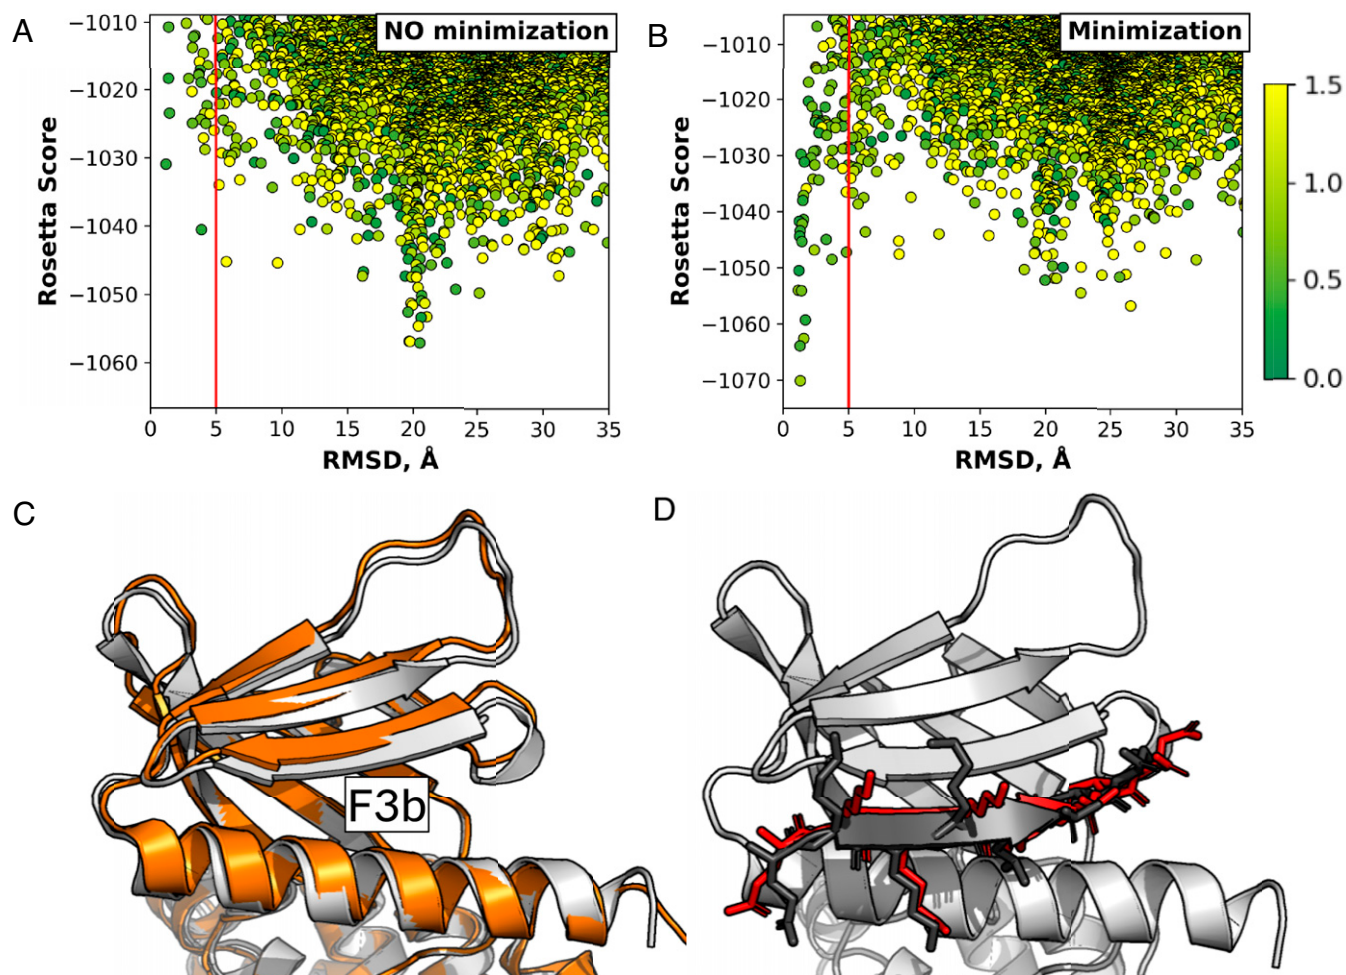 A
NO minimization
Rosetta Score
−1010
−1020
−1030
−1040
−1050
−1060
0 5 10 15 20 25 30 35
RMSD, Å
B
Minimization
Rosetta Score
−1010
−1020
−1030
−1040
−1050
−1060
−1070
0 5 10 15 20 25 30 35
RMSD, Å
1.5
1.0
0.5
0.0
C
F3b
D